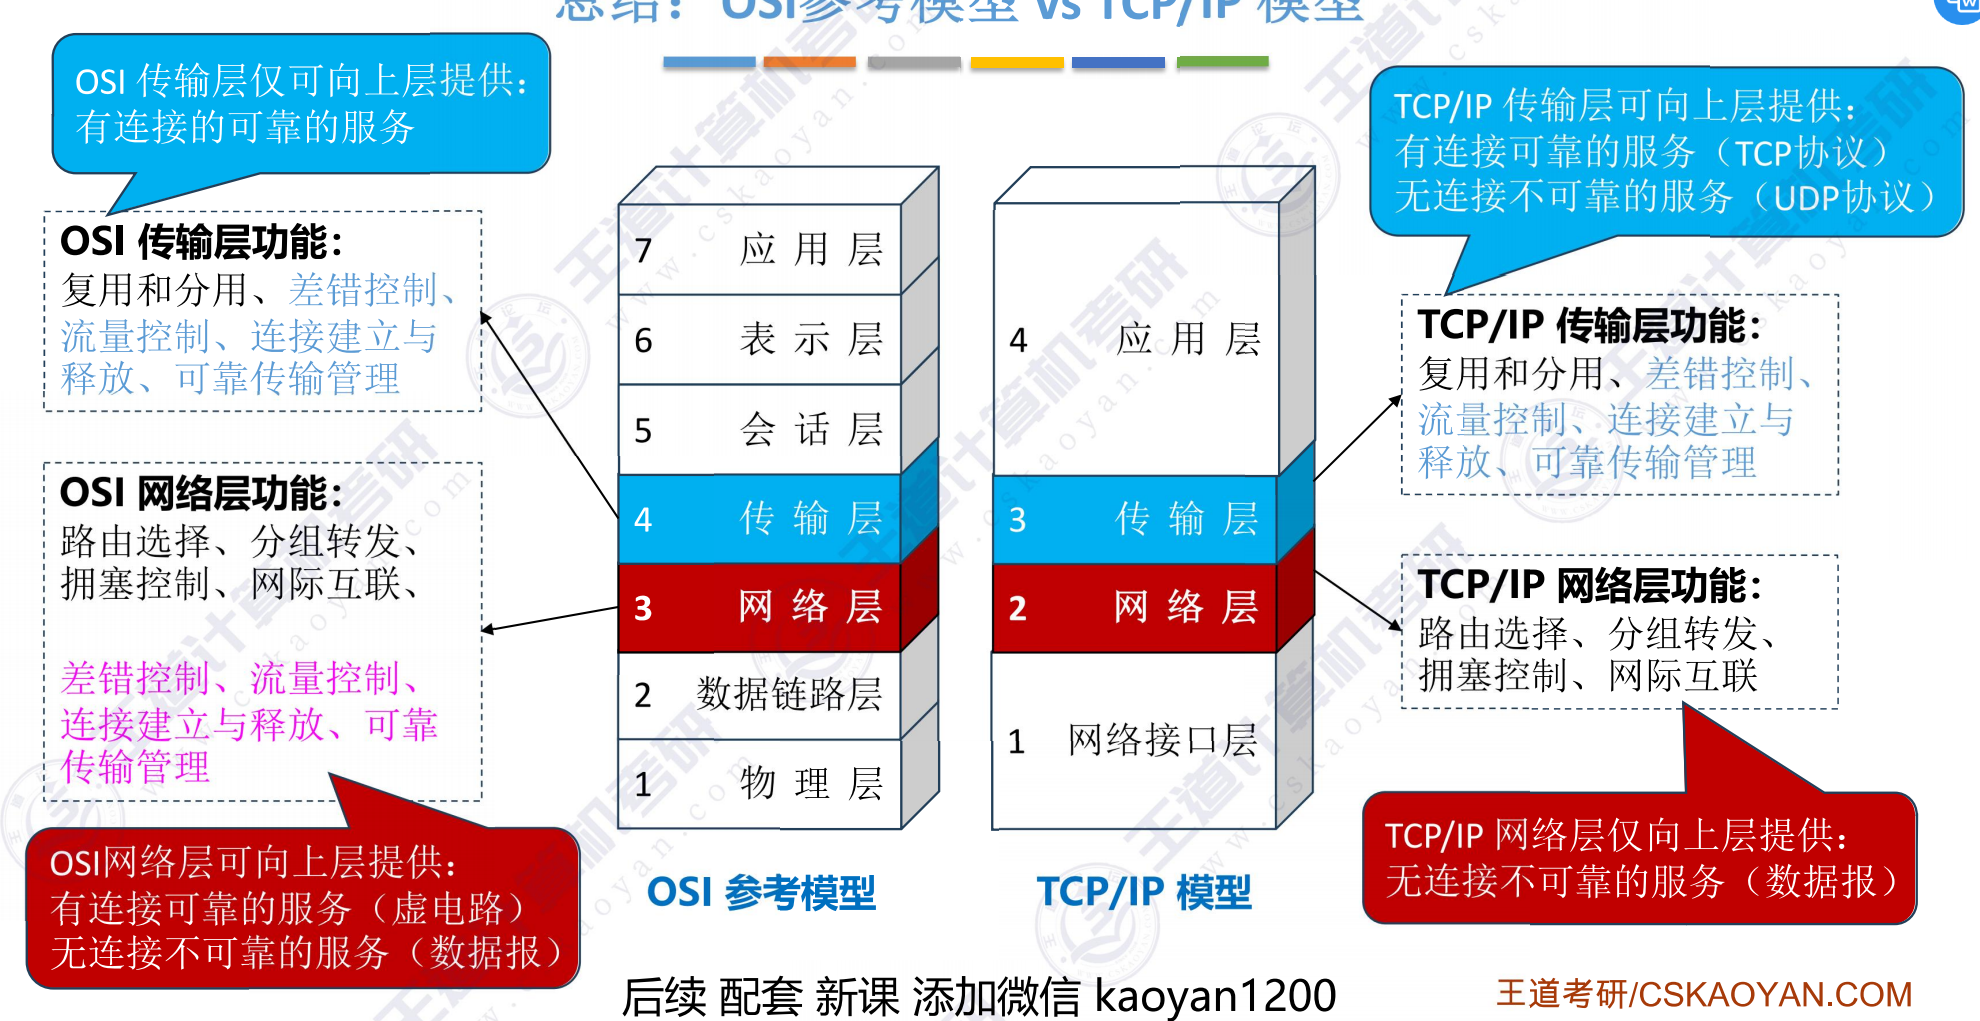 总结：OSI参考模型 vs TCP/IP 模型
OSI 传输层仅可向上层提供：
有连接的可靠的服务
OSI 传输层功能：
复用和分用、差错控制、
流量控制、连接建立与
释放、可靠传输管理
OSI 网络层功能：
路由选择、分组转发、
拥塞控制、网际互联、
差错控制、流量控制、
连接建立与释放、可靠
传输管理
OSI网络层可向上层提供：
有连接可靠的服务（虚电路）
无连接不可靠的服务（数据报）
7 应用层
6 表示层
5 会话层
4 传输层
3 网络层
2 数据链路层
1 物理层
OSI 参考模型
4 应用层
3 传输层
2 网络层
1 网络接口层
TCP/IP 模型
TCP/IP 传输层可向上层提供：
有连接可靠的服务（TCP协议）
无连接不可靠的服务（UDP协议）
TCP/IP 传输层功能：
复用和分用、差错控制、
流量控制、连接建立与
释放、可靠传输管理
TCP/IP 网络层功能：
路由选择、分组转发、
拥塞控制、网际互联
TCP/IP 网络层仅向上层提供：
无连接不可靠的服务（数据报）
后续 配套 新课 添加微信 kaoyan1200
王道考研/CSKAOYAN.COM
王道计算机考研
www.cskaoyan.com